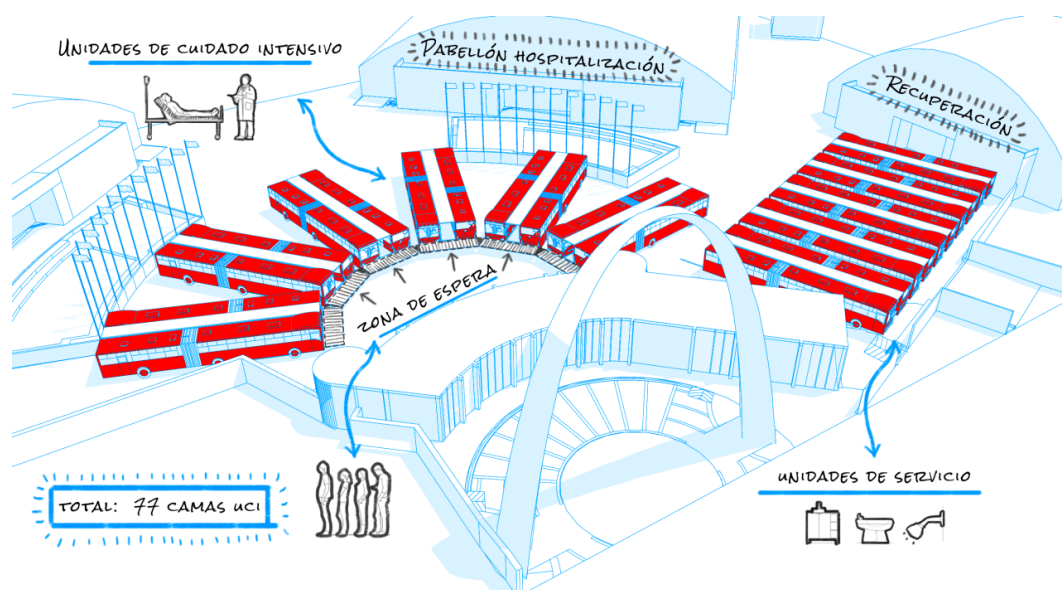 Unidades de cuidado intensivo
Pabellón hospitalización
Recuperación
zona de espera
total: 77 camas uci
unidades de servicio